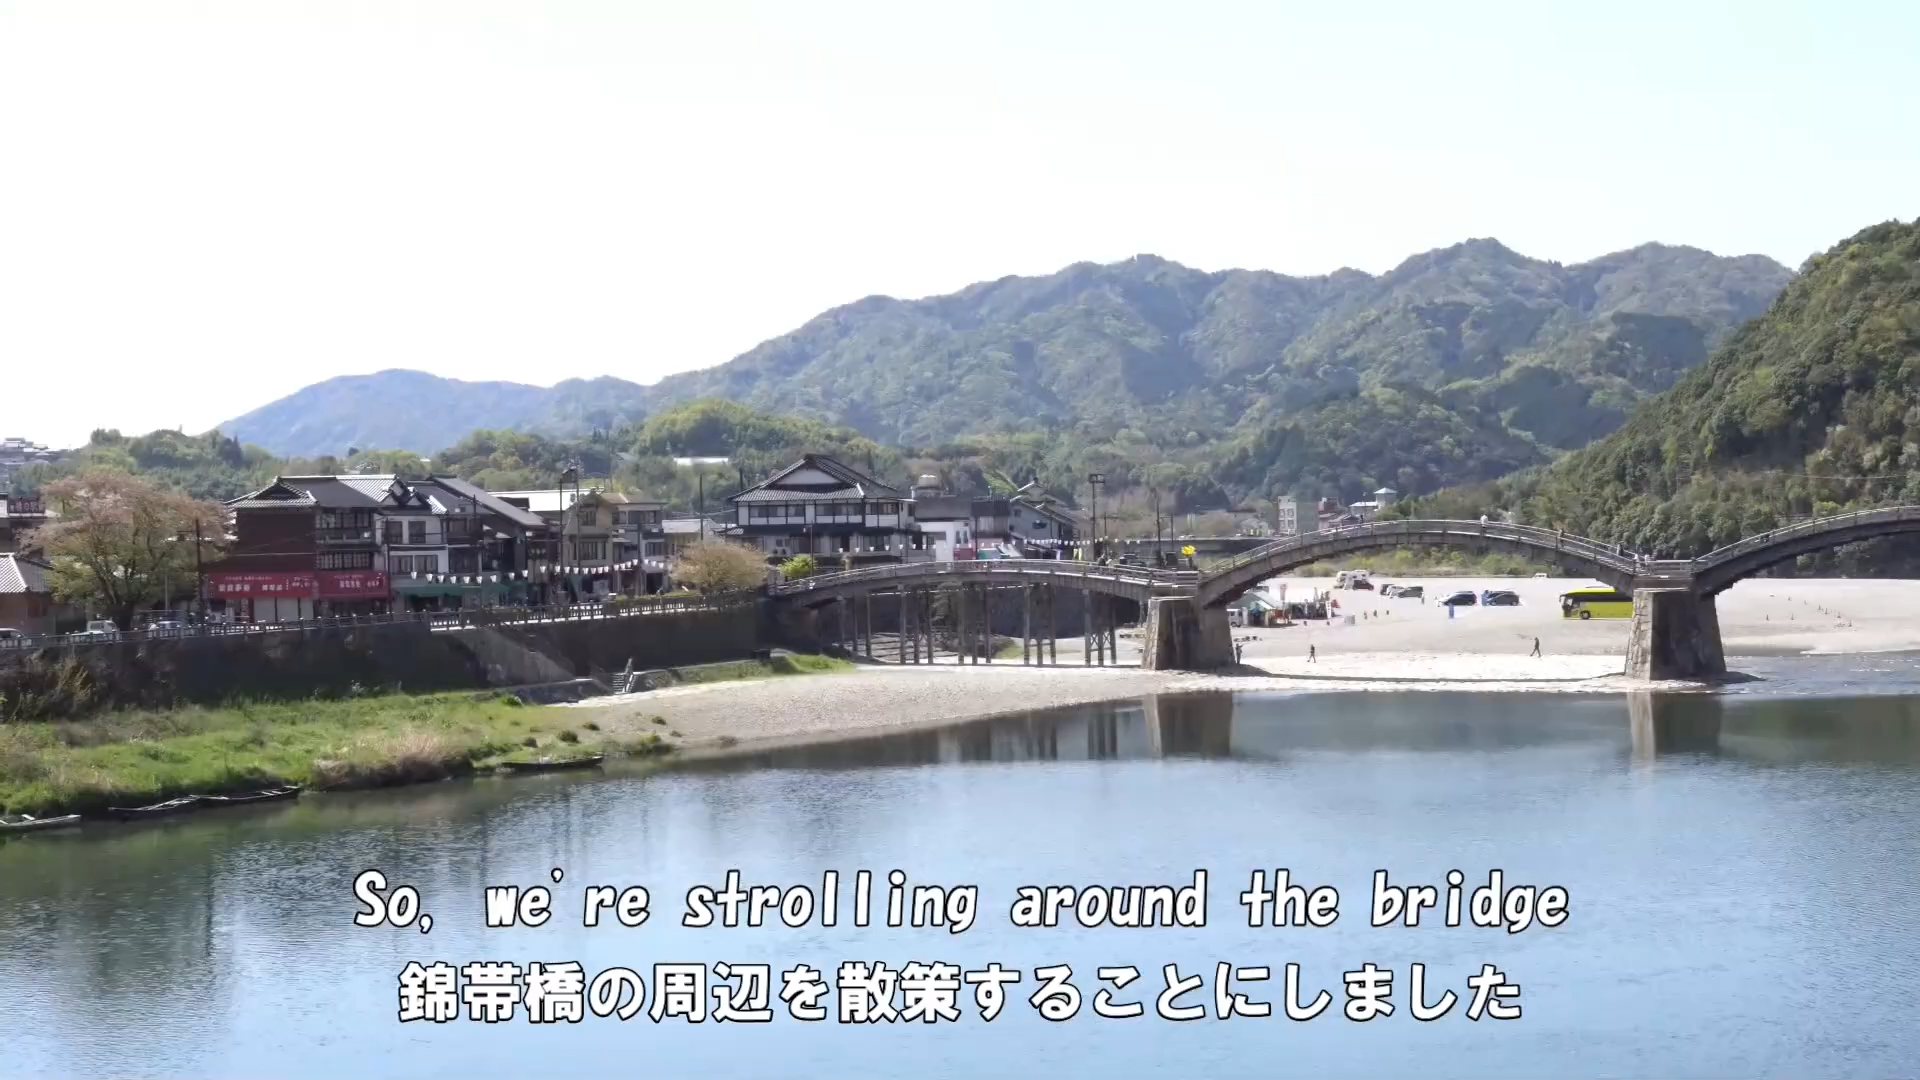 So, we're strolling around the bridge
錦帯橋の周辺を散策することにしました